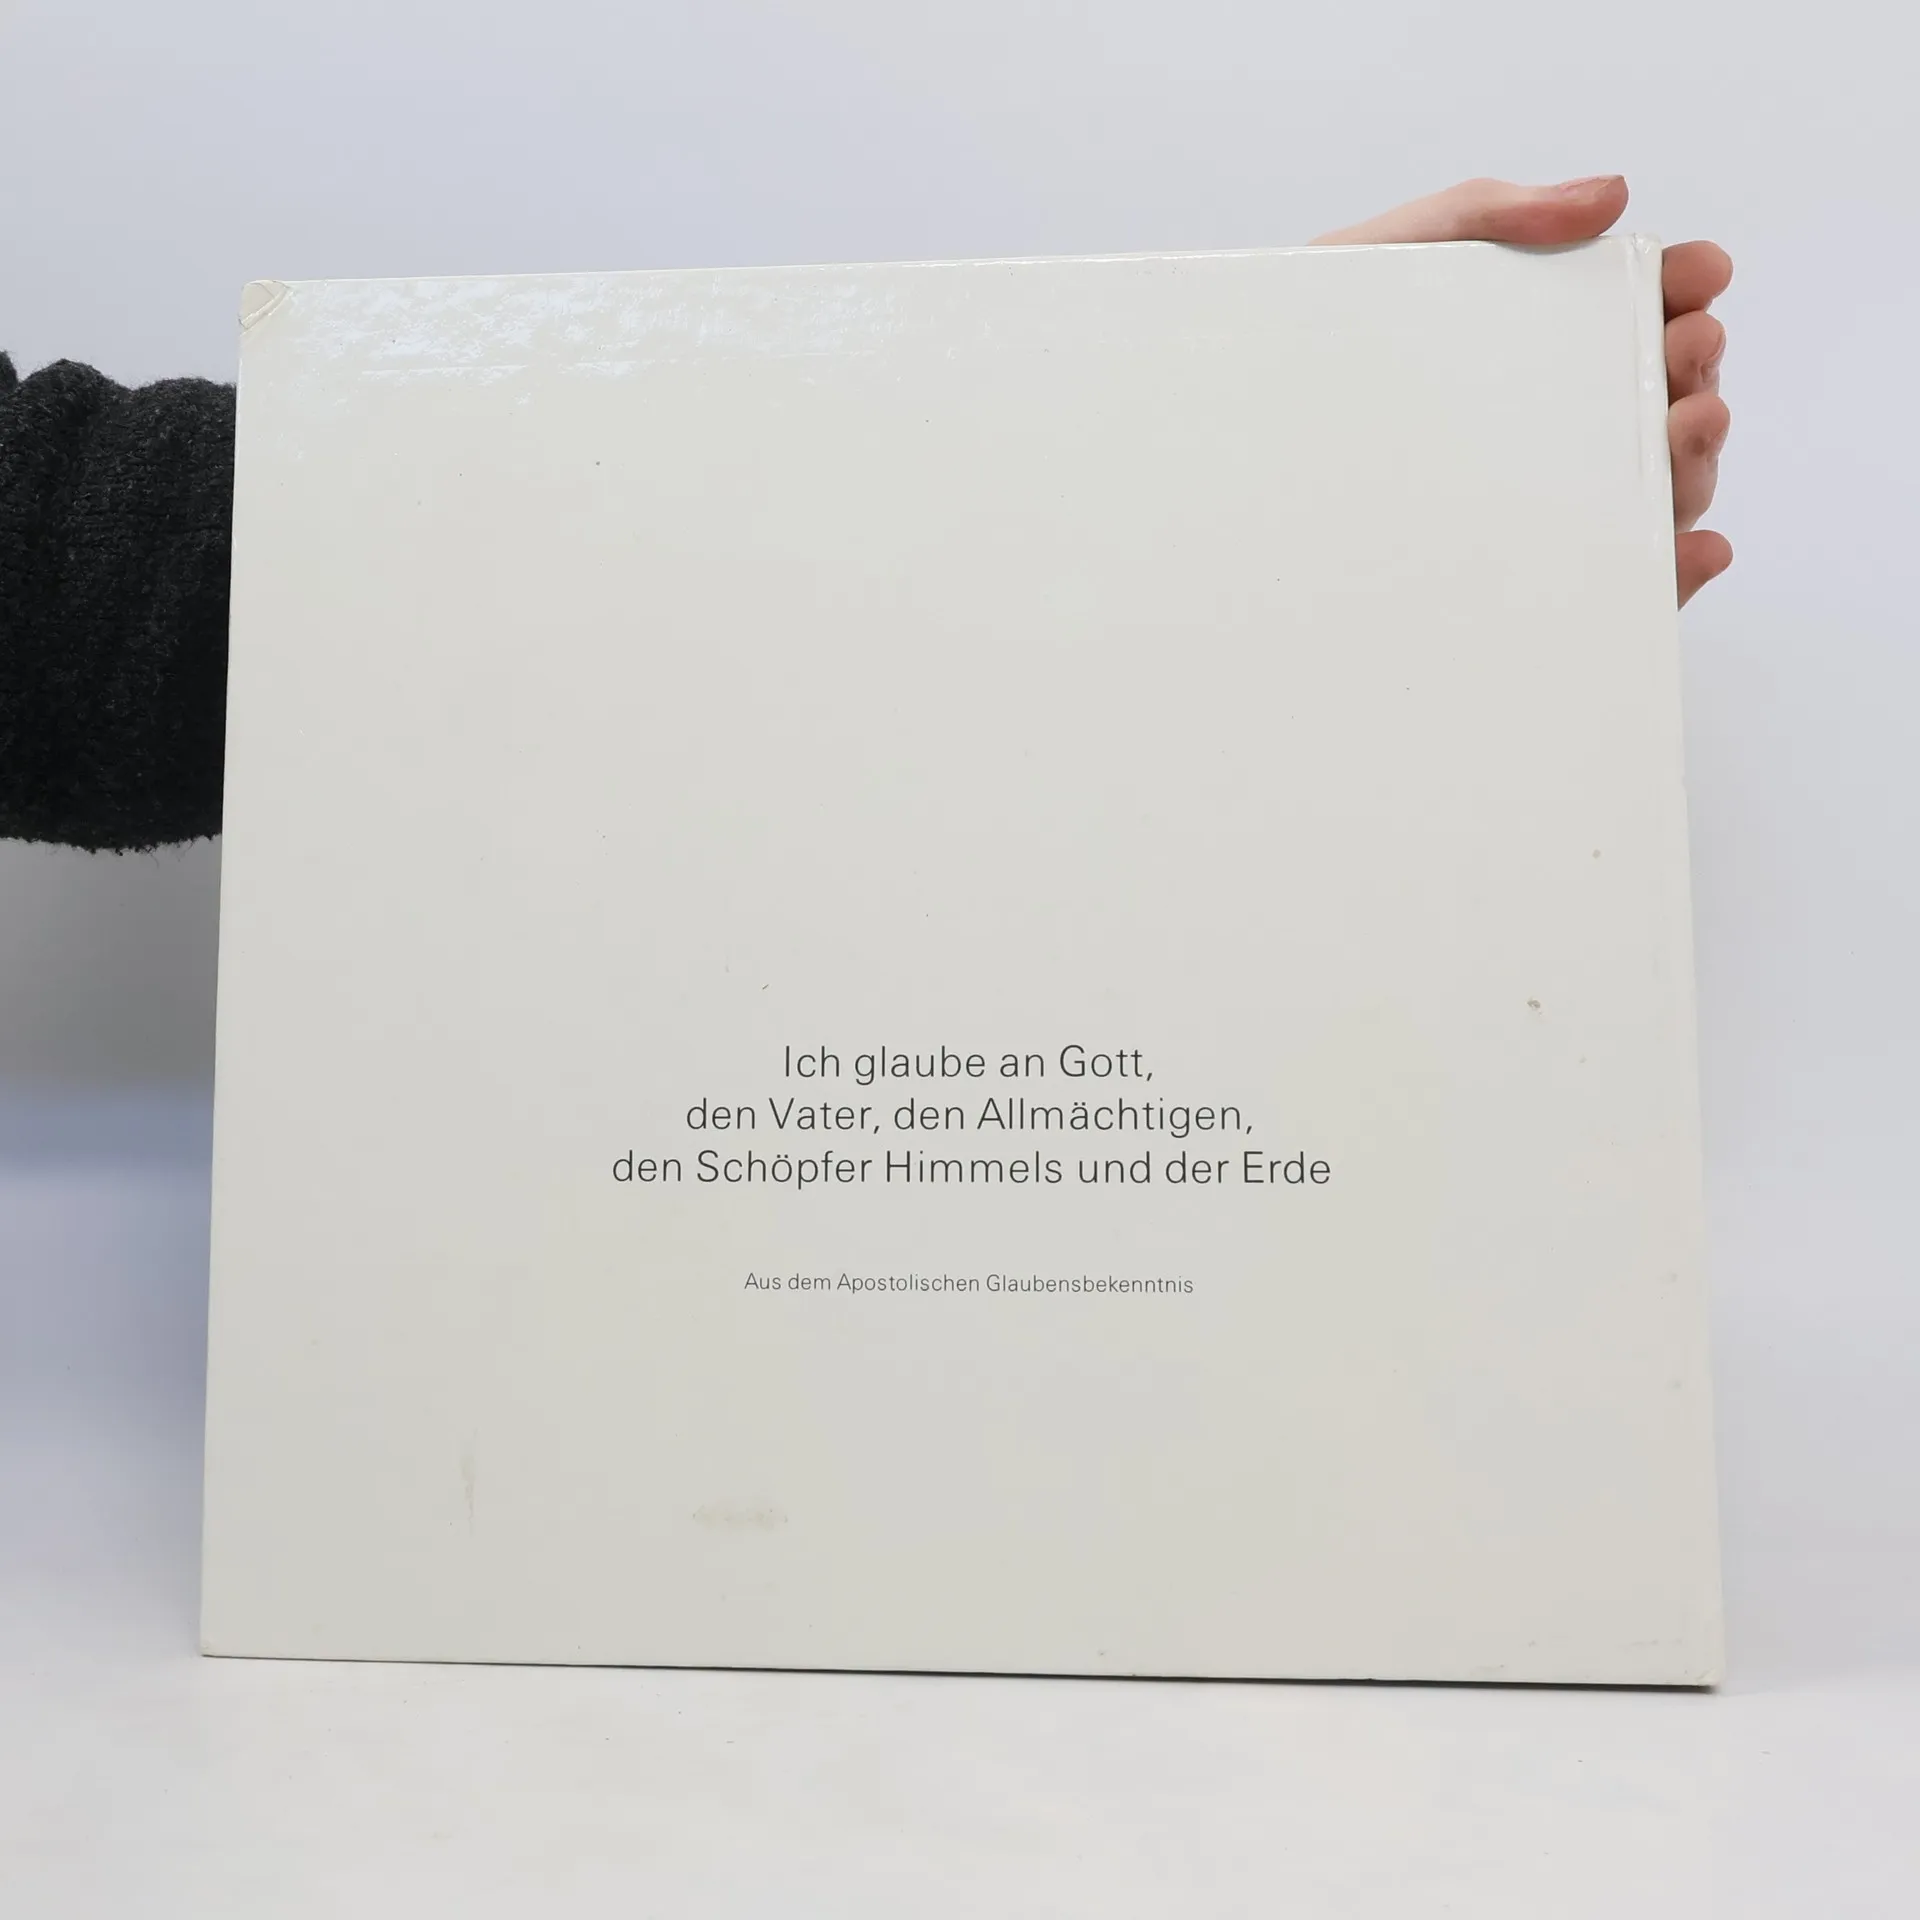 Ich glaube an Gott,
den Vater, den Allmächtigen,
den Schöpfer Himmels und der Erde
Aus dem Apostolischen Glaubensbekenntnis